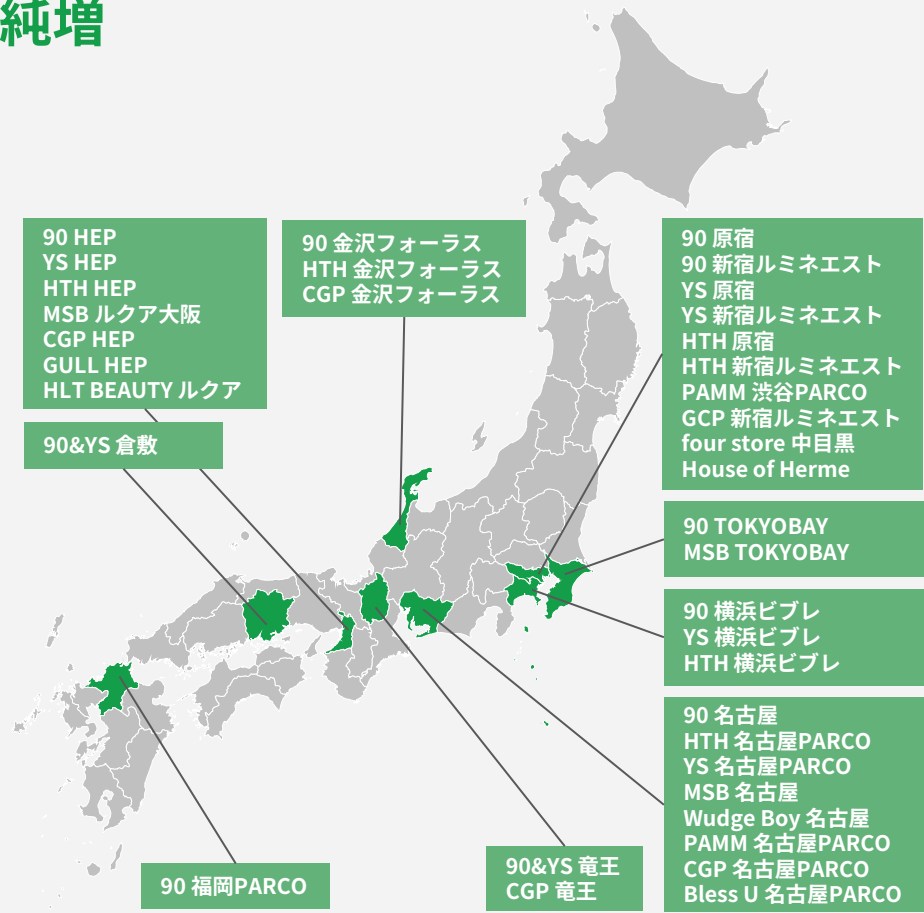 純増
90 HEP
YS HEP
HTH HEP
MSB ルクア大阪
CGP HEP
GULL HEP
HLT BEAUTY ルクア
90&YS 倉敷
90 金沢フォーラス
HTH 金沢フォーラス
CGP 金沢フォーラス
90 原宿
90 新宿ルミネエスト
YS 原宿
YS 新宿ルミネエスト
HTH 原宿
HTH 新宿ルミネエスト
PAMM 渋谷PARCO
GCP 新宿ルミネエスト
four store 中目黒
House of Herme
90 TOKYOBAY
MSB TOKYOBAY
90 横浜ビブレ
YS 横浜ビブレ
HTH 横浜ビブレ
90 名古屋
HTH 名古屋PARCO
YS 名古屋PARCO
MSB 名古屋
Wudge Boy 名古屋
PAMM 名古屋PARCO
CGP 名古屋PARCO
Bless U 名古屋PARCO
90&YS 竜王
CGP 竜王
90 福岡PARCO